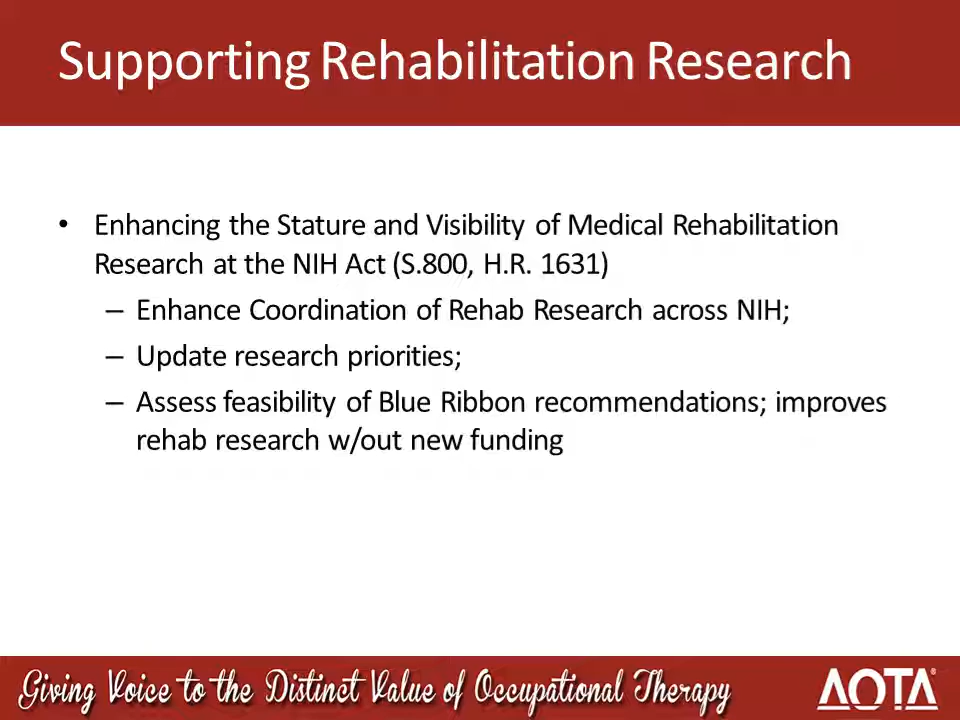 Supporting Rehabilitation Research
• Enhancing the Stature and Visibility of Medical Rehabilitation
Research at the NIH Act (S.800, H.R. 1631)
– Enhance Coordination of Rehab Research across NIH;
– Update research priorities;
– Assess feasibility of Blue Ribbon recommendations; improves
rehab research w/out new funding
Giving Voice to the Distinct Value of Occupational Therapy
AOTA®